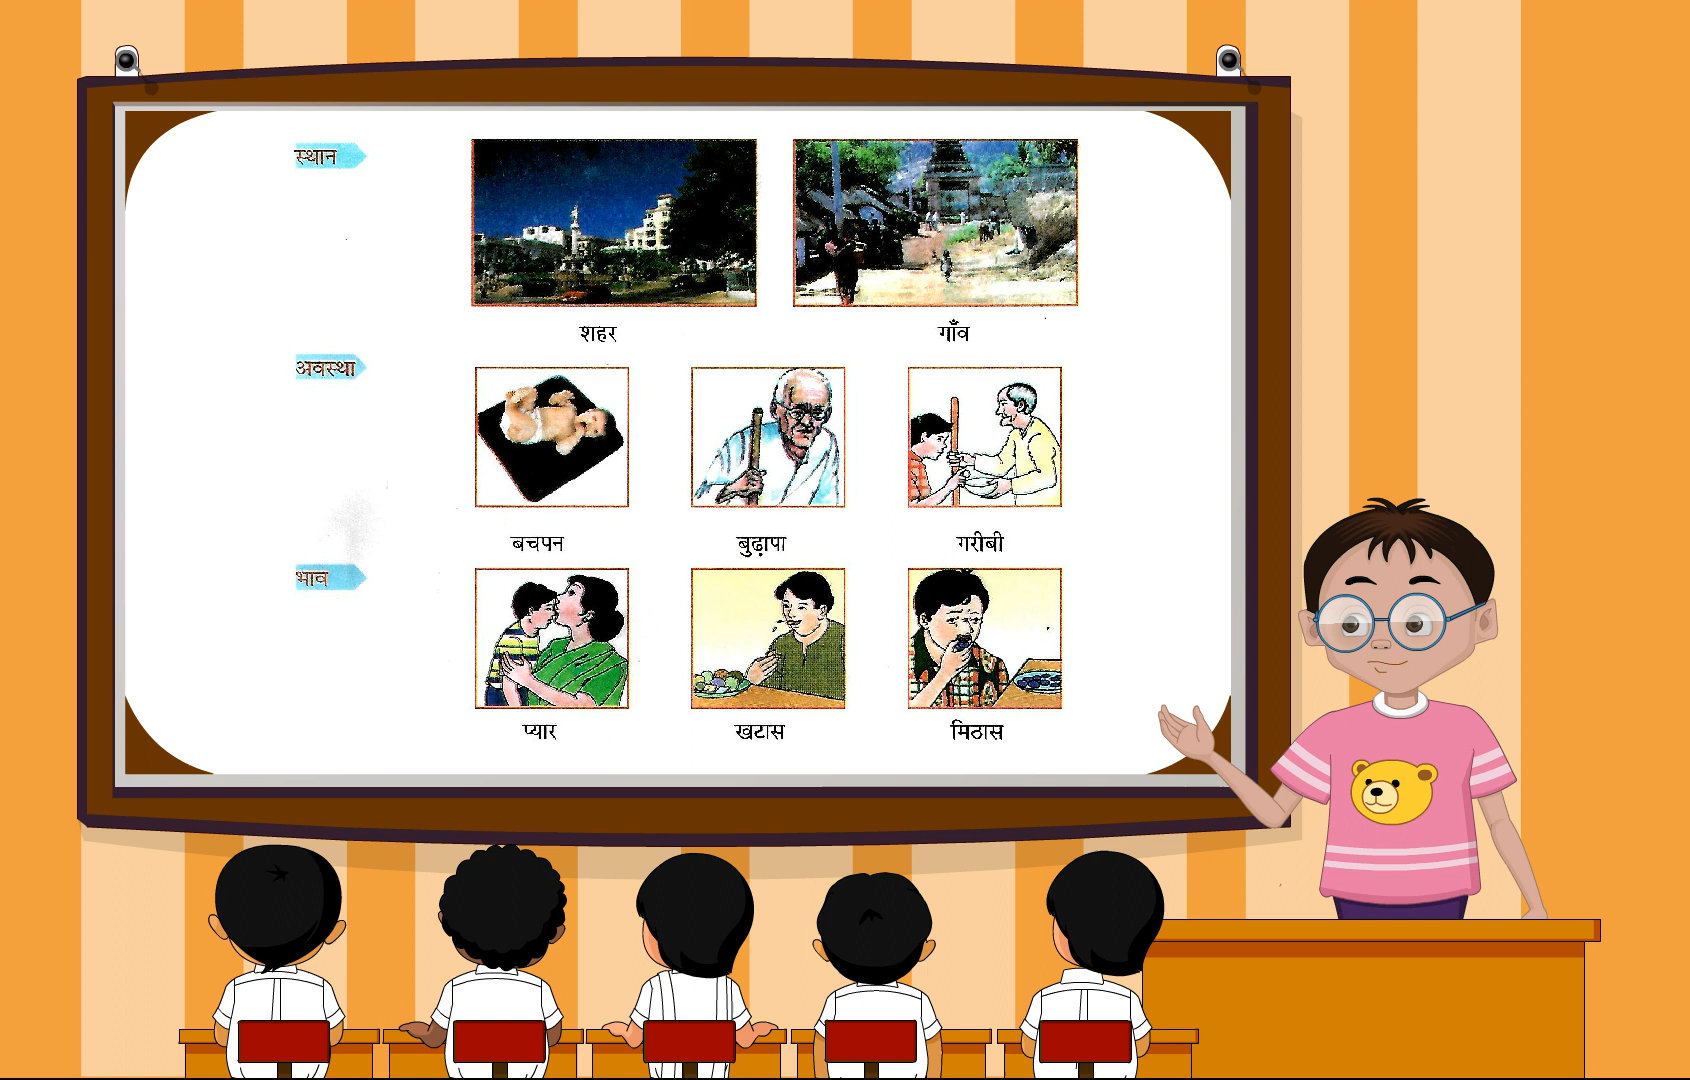 स्थान
शहर गाँव
अवस्था
बचपन बुढ़ापा गरीबी
भाव
प्यार खटास मिठास